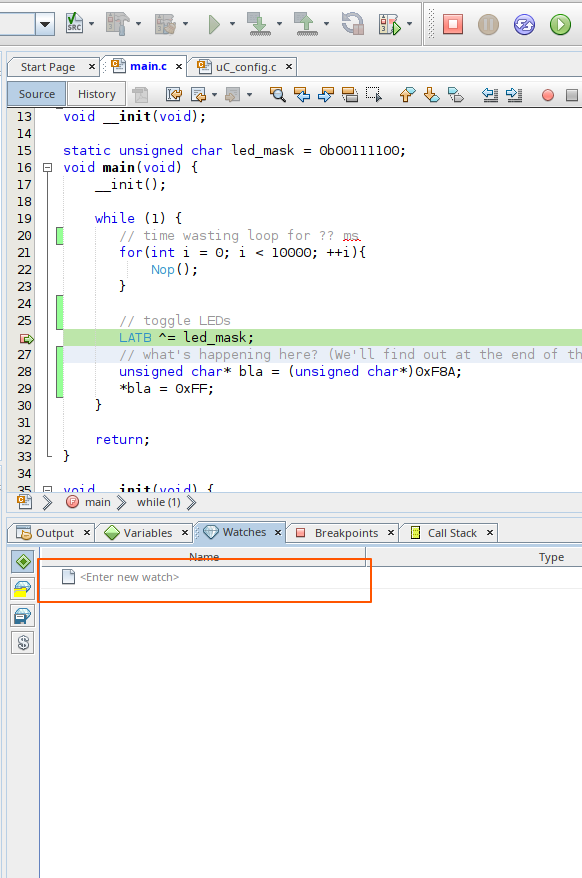 SRC
Start Page
main.c
uC_config.c
Source
History
13 void __init(void);
14
15 static unsigned char led_mask = 0b00111100;
16 void main(void) {
17 __init();
18
19 while (1) {
20 // time wasting loop for ?? ms
21 for(int i = 0; i < 10000; ++i){
22 Nop();
23 }
24
25 // toggle LEDs
LATB ^= led_mask;
27 // what's happening here? (We'll find out at the end of th
28 unsigned char* bla = (unsigned char*)0xF8A;
29 *bla = 0xFF;
30 }
31
32 return;
33 }
34
35 void __init(void) {
main
while (1)
Output
Variables
Watches
Breakpoints
Call Stack
Name
Type
<Enter new watch>